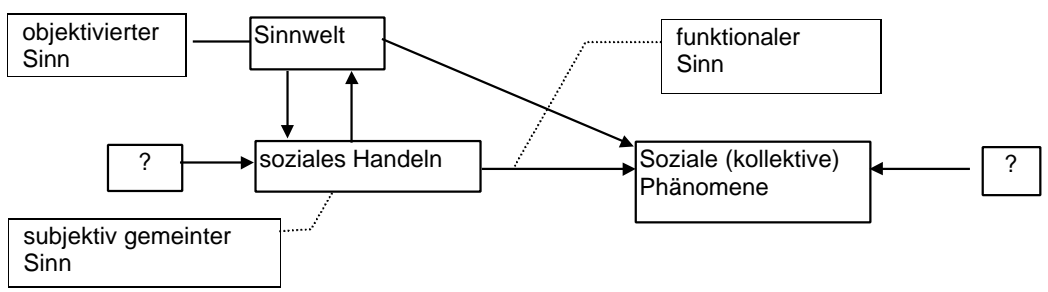 objektivierter
Sinn
Sinnwelt
funktionaler
Sinn
?
soziales Handeln
Soziale (kollektive)
Phänomene
?
subjektiv gemeinter
Sinn